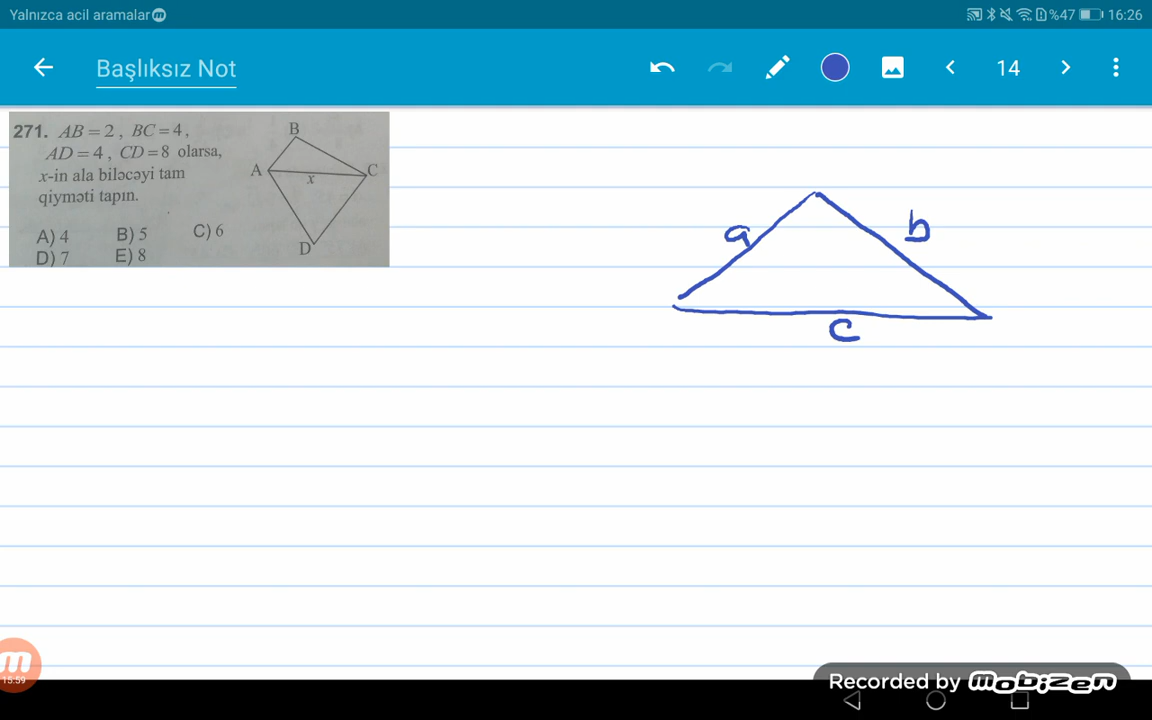 Yalnızca acil aramalar m
%47 16:26
Başlıksız Not
14
271. AB = 2 , BC = 4 ,
AD = 4 , CD = 8 olarsa,
x-in ala biləcəyi tam
qiyməti tapın.
A) 4 B) 5 C) 6
D) 7 E) 8
B
A
C
x
D
a
b
c
m
15:59
Recorded by mobizen